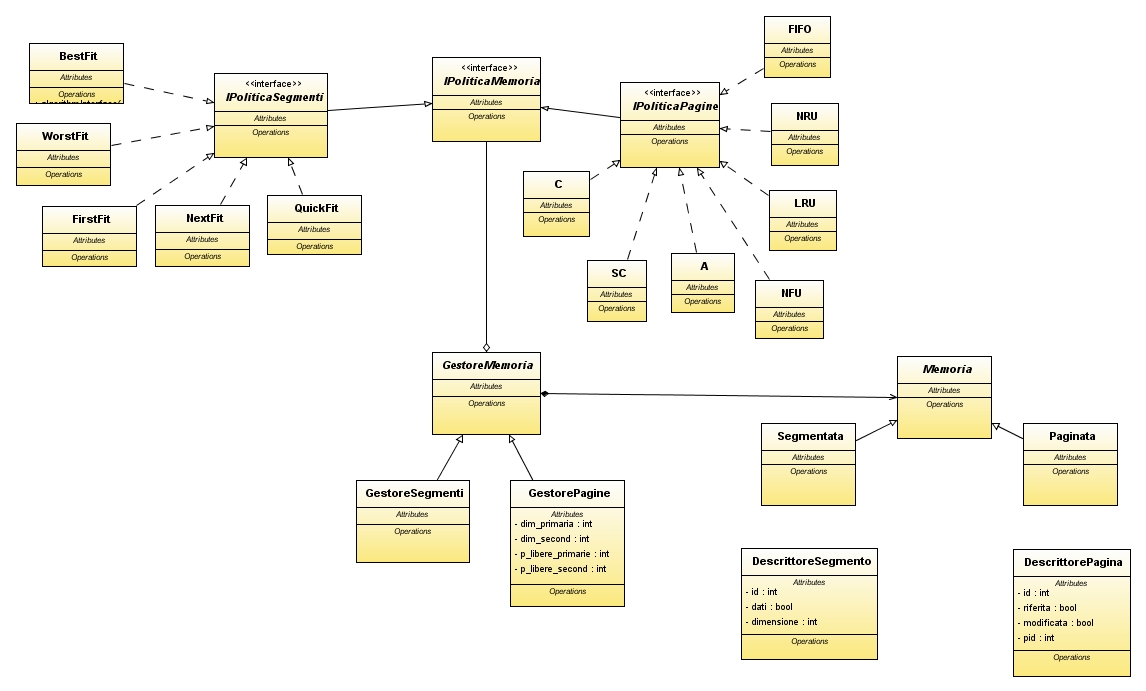 BestFit
Attributes
Operations
WorstFit
Attributes
Operations
FirstFit
Attributes
Operations
NextFit
Attributes
Operations
QuickFit
Attributes
Operations
<<interface>>
IPoliticaSegmenti
Attributes
Operations
<<interface>>
IPoliticaMemoria
Attributes
Operations
<<interface>>
IPoliticaPagine
Attributes
Operations
FIFO
Attributes
Operations
NRU
Attributes
Operations
LRU
Attributes
Operations
C
Attributes
Operations
SC
Attributes
Operations
A
Attributes
Operations
NFU
Attributes
Operations
GestoreMemoria
Attributes
Operations
Memoria
Attributes
Operations
Segmentata
Attributes
Operations
Paginata
Attributes
Operations
GestoreSegmenti
Attributes
Operations
GestorePagine
Attributes
- dim_primaria : int
- dim_second : int
- p_libere_primarie : int
- p_libere_second : int
Operations
DescrittoreSegmento
Attributes
- id : int
- dati : bool
- dimensione : int
Operations
DescrittorePagina
Attributes
- id : int
- riferita : bool
- modificata : bool
- pid : int
Operations